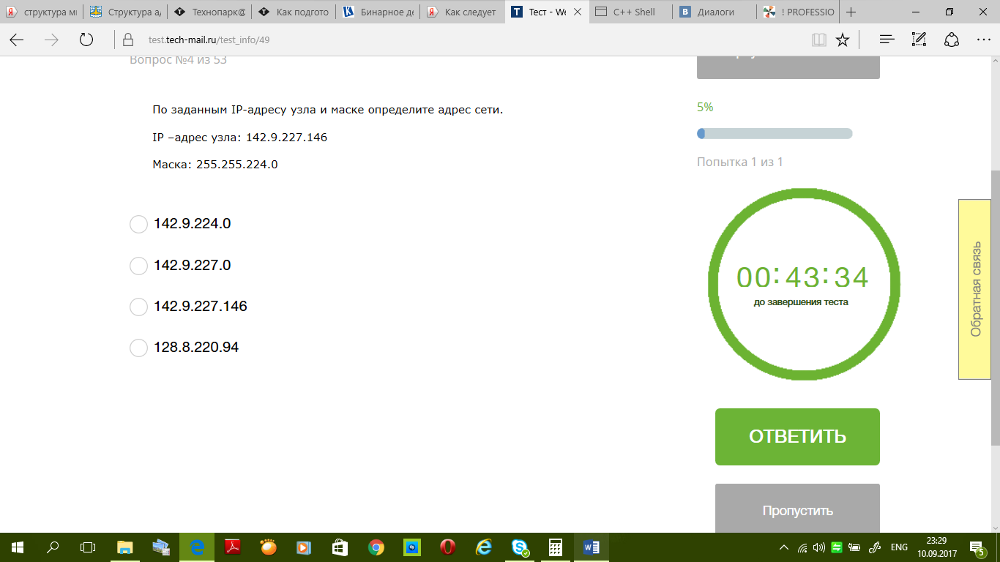 структура мі
Структура ад
Технопарк@
Как подгото
Бинарное де
Как следует
Тест - We
C++ Shell
Диалоги
! PROFESSIO
test.tech-mail.ru/test_info/49
Вопрос №4 из 53
По заданным IP-адресу узла и маске определите адрес сети.
IP –адрес узла: 142.9.227.146
Маска: 255.255.224.0
142.9.224.0
142.9.227.0
142.9.227.146
128.8.220.94
5%
Попытка 1 из 1
00:43:34
до завершения теста
ОТВЕТИТЬ
Пропустить
Обратная связь
ENG
23:29
10.09.2017
5